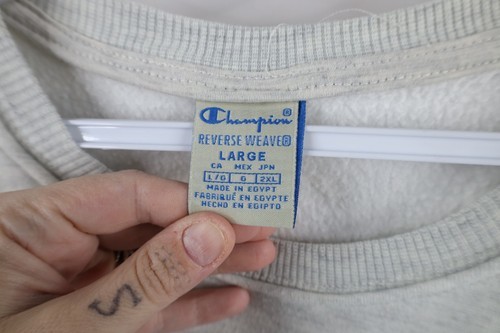 Champion®
REVERSE WEAVE®
LARGE
CA MEX JPN
L/G G 2XL
MADE IN EGYPT
FABRIQUÉ EN EGYPTE
HECHO EN EGIPTO